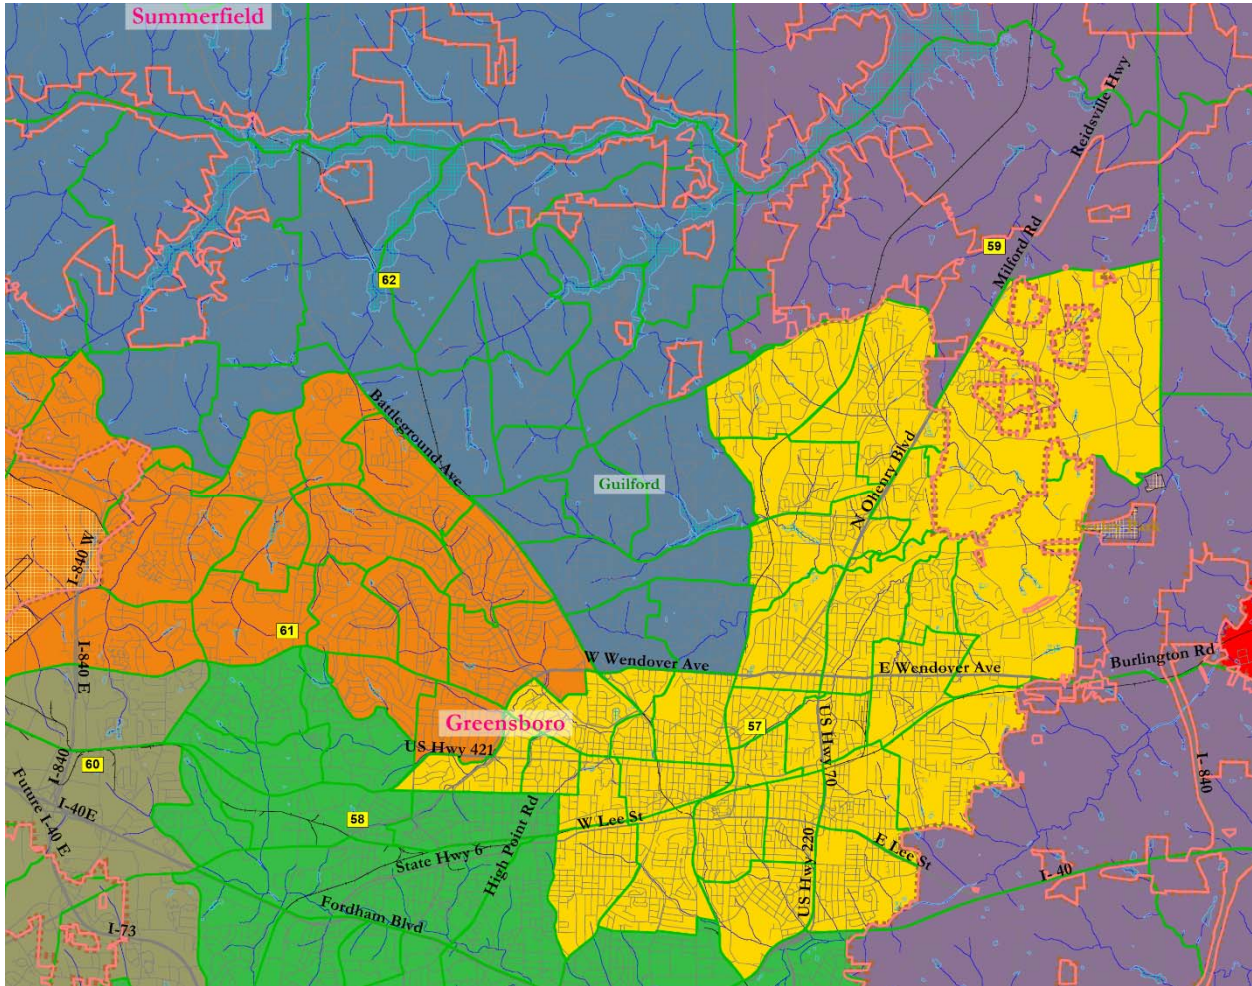 Summerfield
Reidsville Hwy
59
Milford Rd
62
Battleground Ave
Guilford
N Ohenry Blvd
I-840 W
61
I-840 E
W Wendover Ave
E Wendover Ave
Burlington Rd
Greensboro
57
US Hwy 421
US Hwy 70
I-840
60
I- 840
Future I-40 E
I-40E
58
W Lee St
High Point Rd
State Hwy 6
E Lee St
US Hwy 220
I- 40
Fordham Blvd
I-73